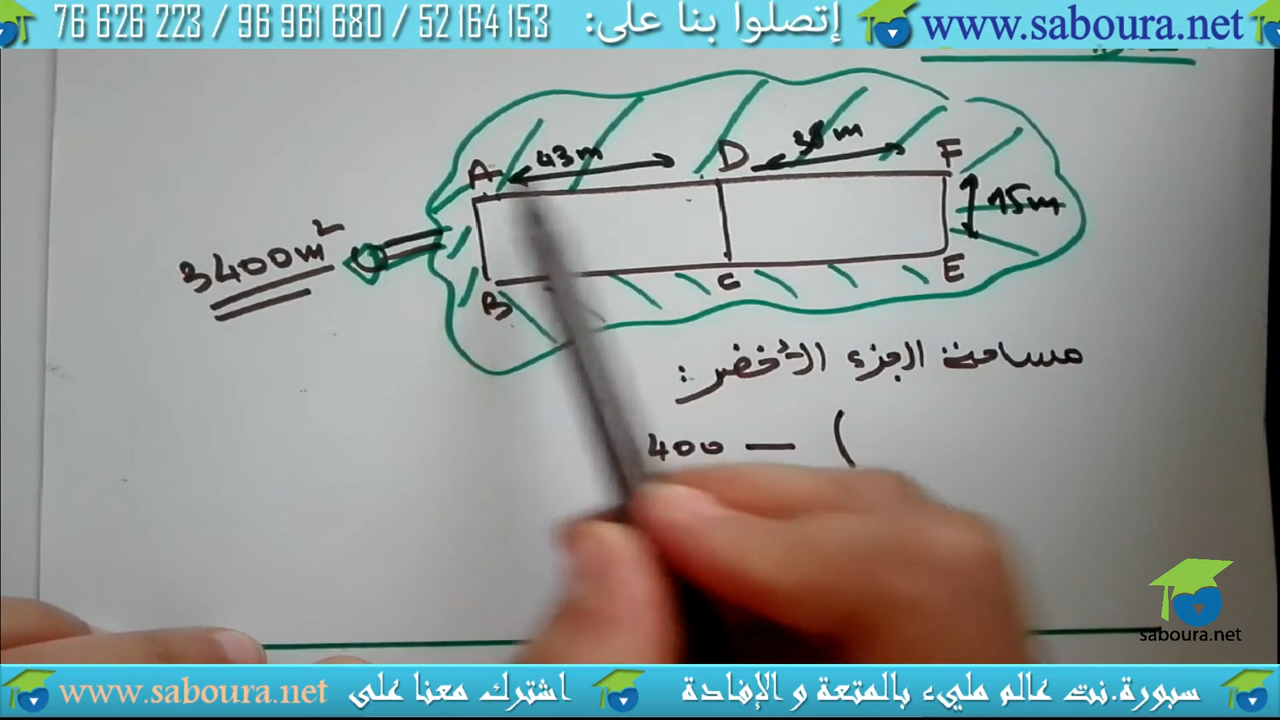 76 626 223 / 96 961 680 / 52 164 153 إتصلوا بنا على:
www.saboura.net
A
43m
D
38m
F
15m
3400m²
B
C
E
مساحة الجزء الأخضر:
400 — (
saboura.net
سبورة.نت عالم مليء بالمتعة و الإفادة
اشترك معنا على
www.saboura.net